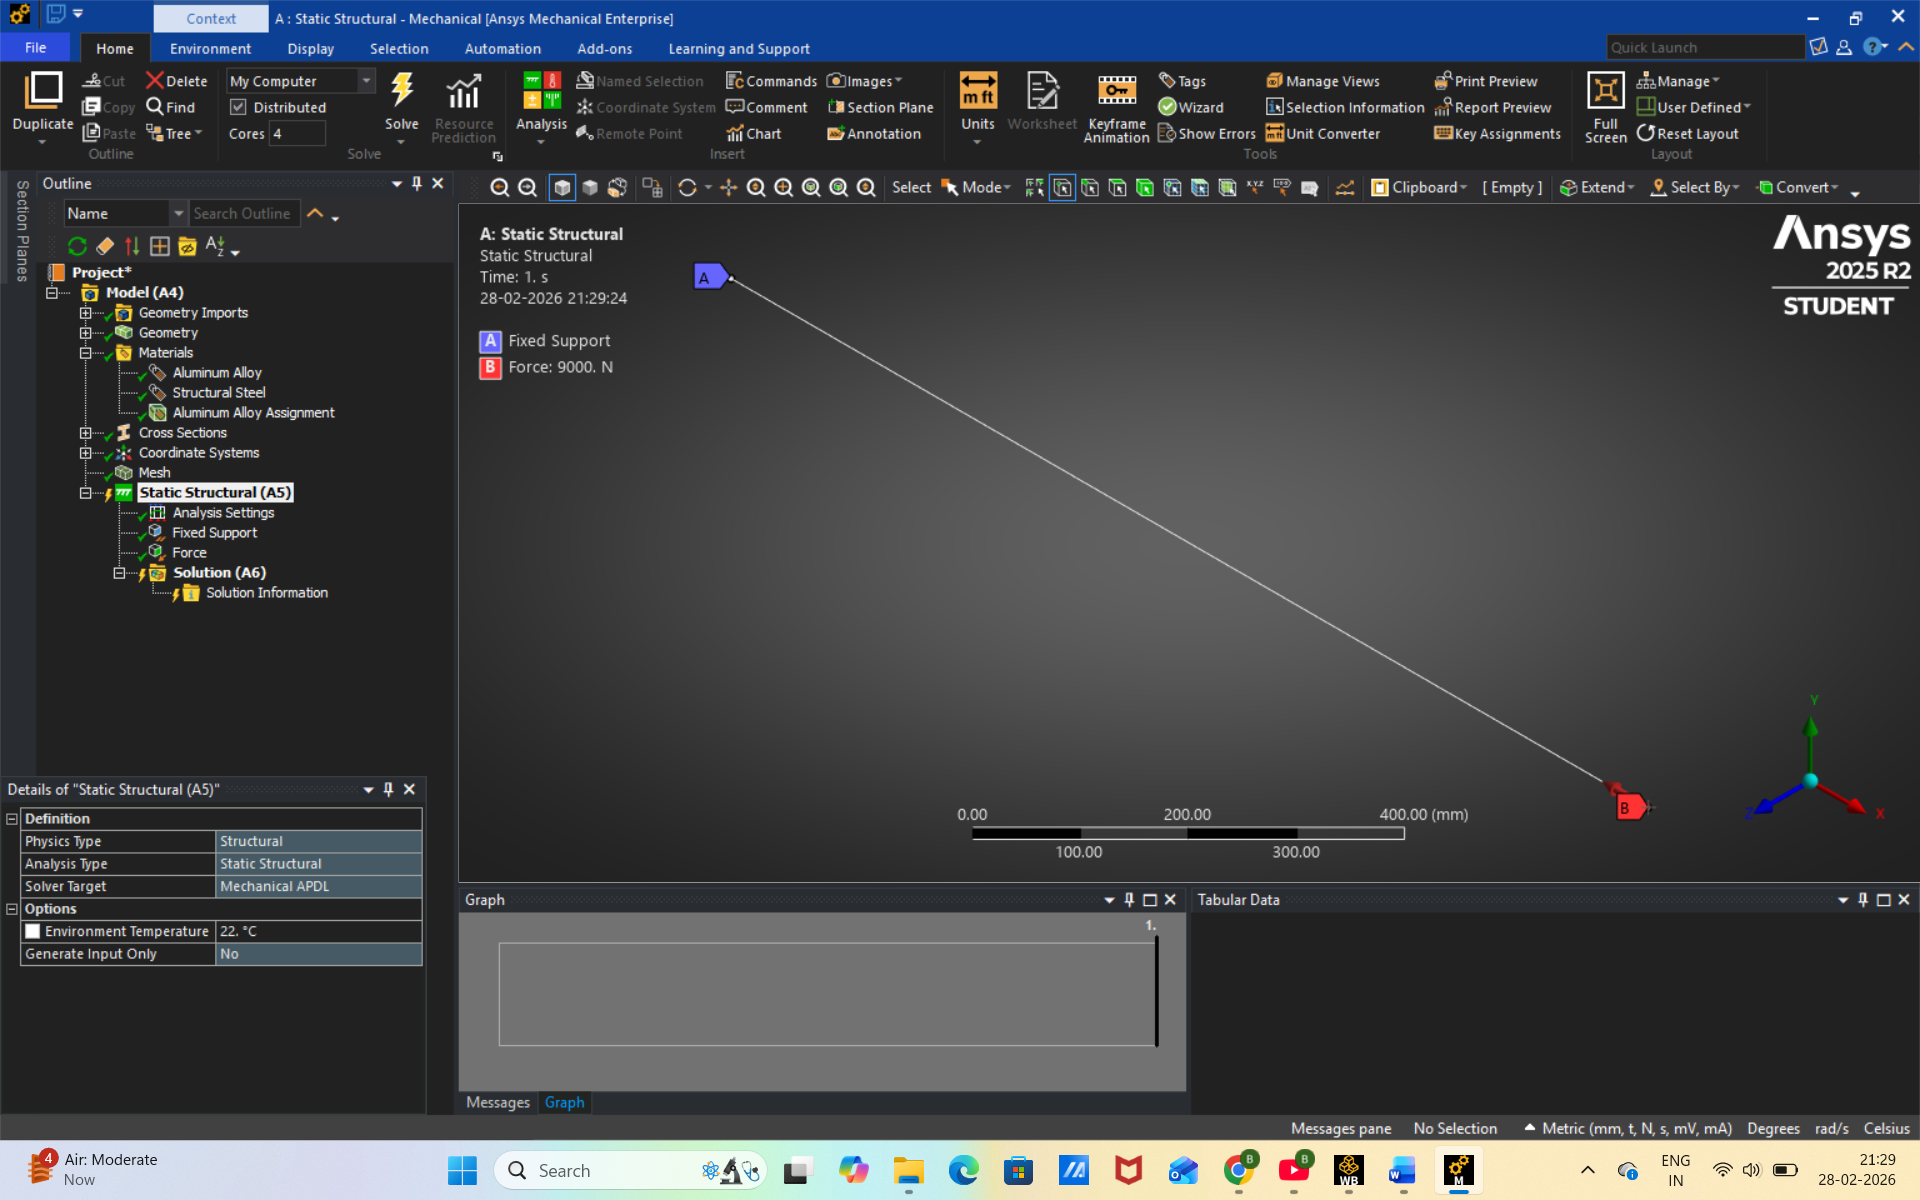 Context
A : Static Structural - Mechanical [Ansys Mechanical Enterprise]
File
Home
Environment
Display
Selection
Automation
Add-ons
Learning and Support
Quick Launch
Duplicate
Cut
Copy
Paste
Delete
Find
Tree
Outline
My Computer
Distributed
Cores 4
Solve
Resource Prediction
Solve
Analysis
Named Selection
Coordinate System
Remote Point
Commands
Comment
Chart
Images
Section Plane
Annotation
Insert
Units
Worksheet
Keyframe Animation
Tags
Wizard
Show Errors
Manage Views
Selection Information
Unit Converter
Print Preview
Report Preview
Key Assignments
Tools
Full Screen
Manage
User Defined
Reset Layout
Layout
Section Planes
Outline
Name
Search Outline
Select
Mode
Clipboard
[ Empty ]
Extend
Select By
Convert
Project*
Model (A4)
Geometry Imports
Geometry
Materials
Aluminum Alloy
Structural Steel
Aluminum Alloy Assignment
Cross Sections
Coordinate Systems
Mesh
Static Structural (A5)
Analysis Settings
Fixed Support
Force
Solution (A6)
Solution Information
A: Static Structural
Static Structural
Time: 1. s
28-02-2026 21:29:24
A Fixed Support
B Force: 9000. N
A
B
Ansys
2025 R2
STUDENT
Y
Z
X
0.00
200.00
400.00 (mm)
100.00
300.00
Details of "Static Structural (A5)"
Definition
Physics Type Structural
Analysis Type Static Structural
Solver Target Mechanical APDL
Options
Environment Temperature 22. °C
Generate Input Only No
Graph
1.
Messages
Graph
Tabular Data
Messages pane
No Selection
Metric (mm, t, N, s, mV, mA)
Degrees
rad/s
Celsius
4
Air: Moderate
Now
Search
ENG
IN
21:29
28-02-2026